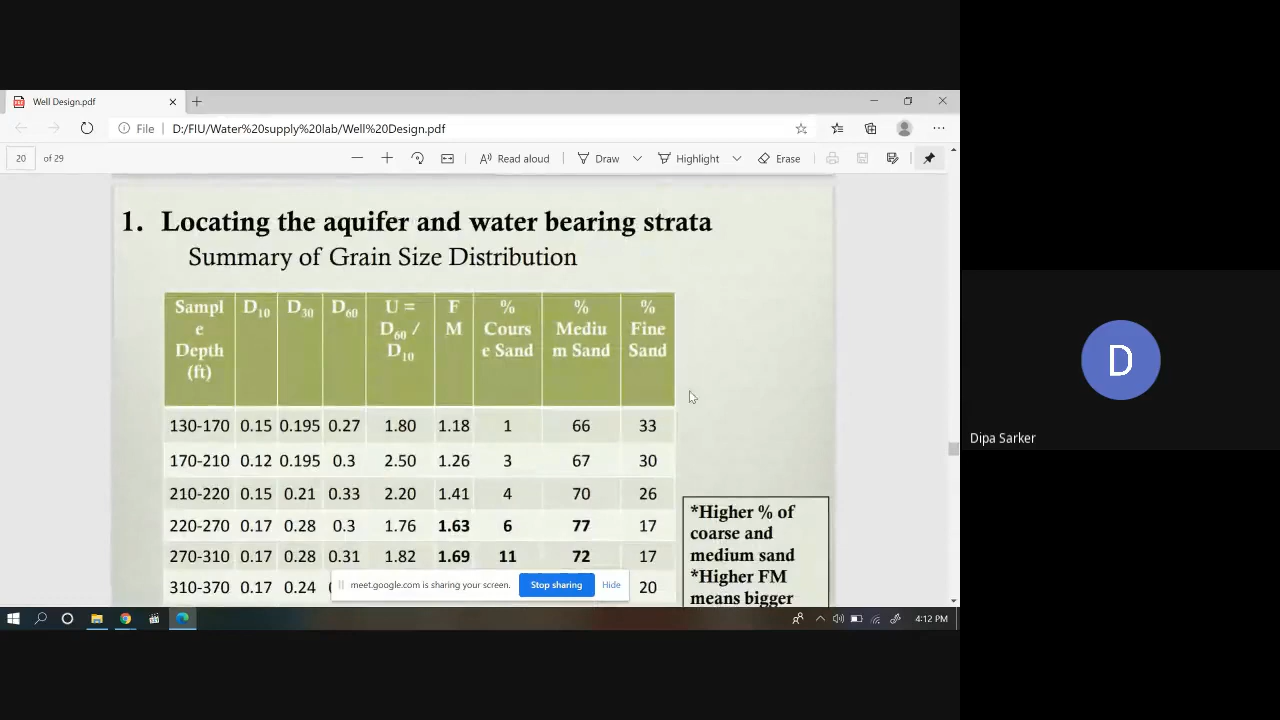 Well Design.pdf
File D:/FIU/Water%20supply%20lab/Well%20Design.pdf
20 of 29 Read aloud Draw Highlight Erase
1. Locating the aquifer and water bearing strata
Summary of Grain Size Distribution
Sampl D10 D30 D60 U = F % % %
e D60 / M Cours Mediu Fine
Depth D10 e Sand m Sand Sand
(ft)
130-170 0.15 0.195 0.27 1.80 1.18 1 66 33
170-210 0.12 0.195 0.3 2.50 1.26 3 67 30
210-220 0.15 0.21 0.33 2.20 1.41 4 70 26
220-270 0.17 0.28 0.3 1.76 1.63 6 77 17
270-310 0.17 0.28 0.31 1.82 1.69 11 72 17
310-370 0.17 0.24 20
*Higher % of
coarse and
medium sand
*Higher FM
means bigger
meet.google.com is sharing your screen. Stop sharing Hide
4:12 PM
D
Dipa Sarker